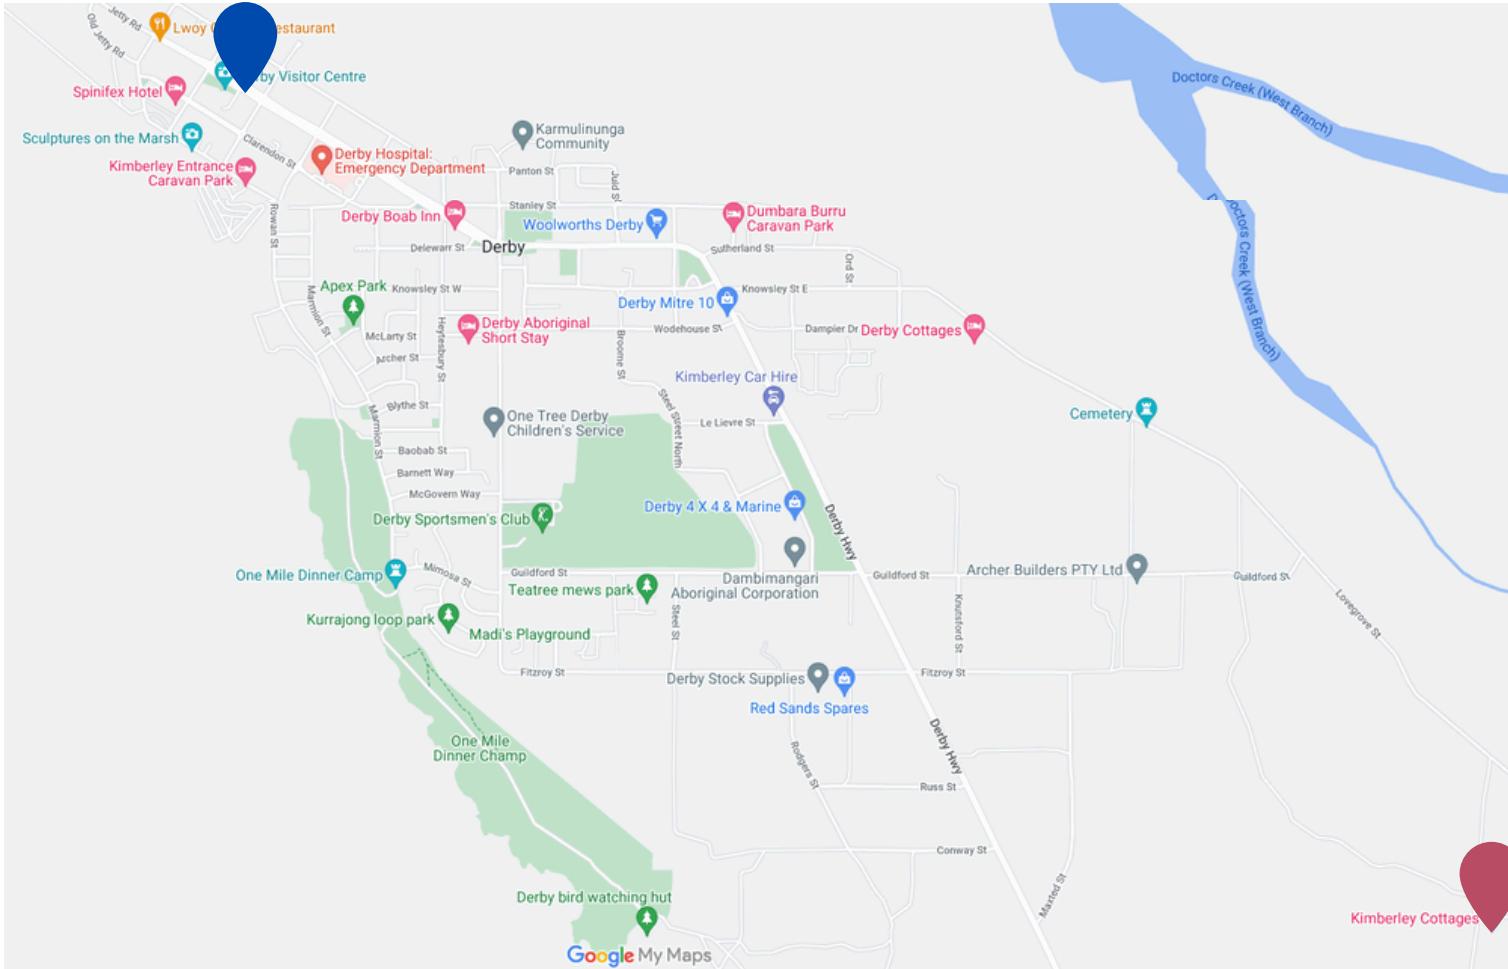 Jetty Rd
Old Jetty Rd
Lwoy
estaurant
by Visitor Centre
Spinifex Hotel
Sculptures on the Marsh
Clarendon St
Kimberley Entrance
Caravan Park
Derby Hospital:
Emergency Department
Karmulinunga
Community
Panton St
Stanley St
Derby Boab Inn
Woolworths Derby
Dumbara Burru
Caravan Park
Rowan St
Delewarr St
Derby
Sutherland St
Ord St
Doctors Creek (West Branch)
Doctors Creek (West Branch)
Apex Park
Knowsley St W
Derby Mitre 10
Knowsley St E
Marmion St
McLarty St
Derby Aboriginal
Short Stay
Wodehouse St
Dampier Dr
Derby Cottages
Archer St
Heytesbury St
Broome St
Kimberley Car Hire
Blythe St
Marmion St
One Tree Derby
Children's Service
Steel Street North
Le Lievre St
Cemetery
Baobab St
Barnett Way
McGovern Way
Derby Sportsmen's Club
Derby 4 X 4 & Marine
Derby Hwy
One Mile Dinner Camp
Mimosa St
Guildford St
Teatree mews park
Dambimangari
Aboriginal Corporation
Guildford St
Archer Builders PTY Ltd
Guildford St
Kurrajong loop park
Madi's Playground
Steel St
Knutsford St
Lovegrove St
Fitzroy St
Derby Stock Supplies
Fitzroy St
Red Sands Spares
One Mile
Dinner Champ
Rodgers St
Derby Hwy
Russ St
Conway St
Maxted St
Derby bird watching hut
Kimberley Cottages
Google My Maps